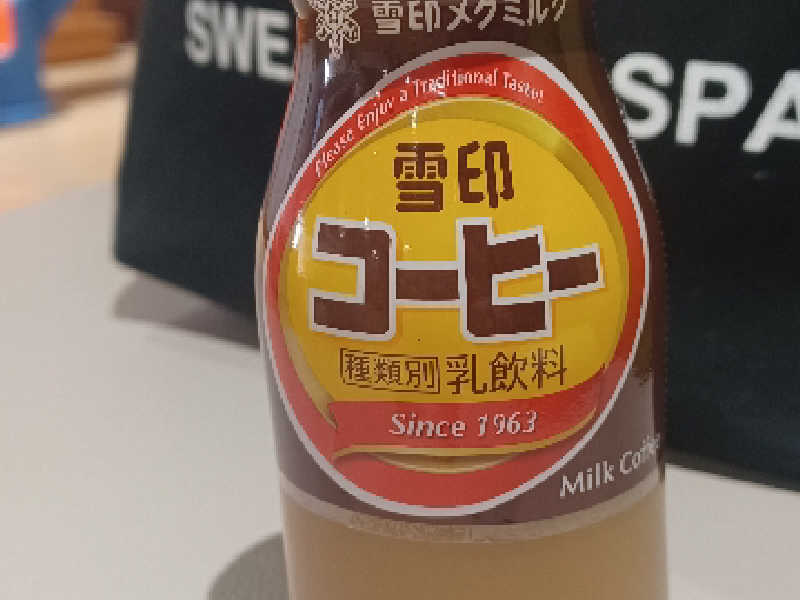 雪印メグミルク
SWE
SPA
Please Enjoy a Traditional Taste!
雪印
コーヒー
種類別 乳飲料
Since 1963
Milk Coffee